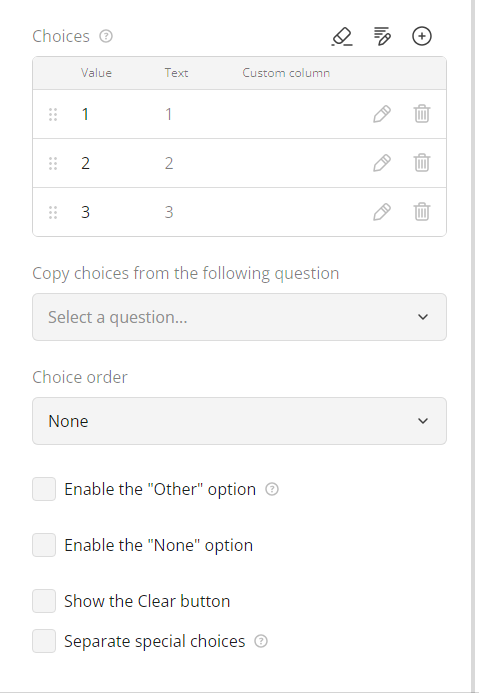 Choices
Value Text Custom column
1 1
2 2
3 3
Copy choices from the following question
Select a question...
Choice order
None
Enable the "Other" option
Enable the "None" option
Show the Clear button
Separate special choices